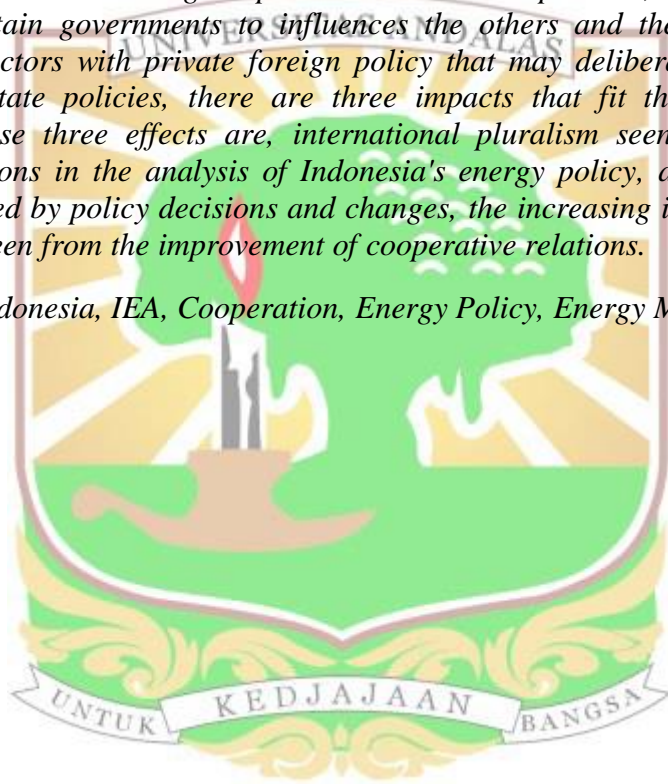 tain governments to influences the others and the
UNIVERSITAS ANDALAS
ctors with private foreign policy that may deliber
tate policies, there are three impacts that fit th
se three effects are, international pluralism seen
ons in the analysis of Indonesia's energy policy, a
ed by policy decisions and changes, the increasing i
een from the improvement of cooperative relations.
donesia, IEA, Cooperation, Energy Policy, Energy M
UNTUK KEDJAJAAN BANGSA